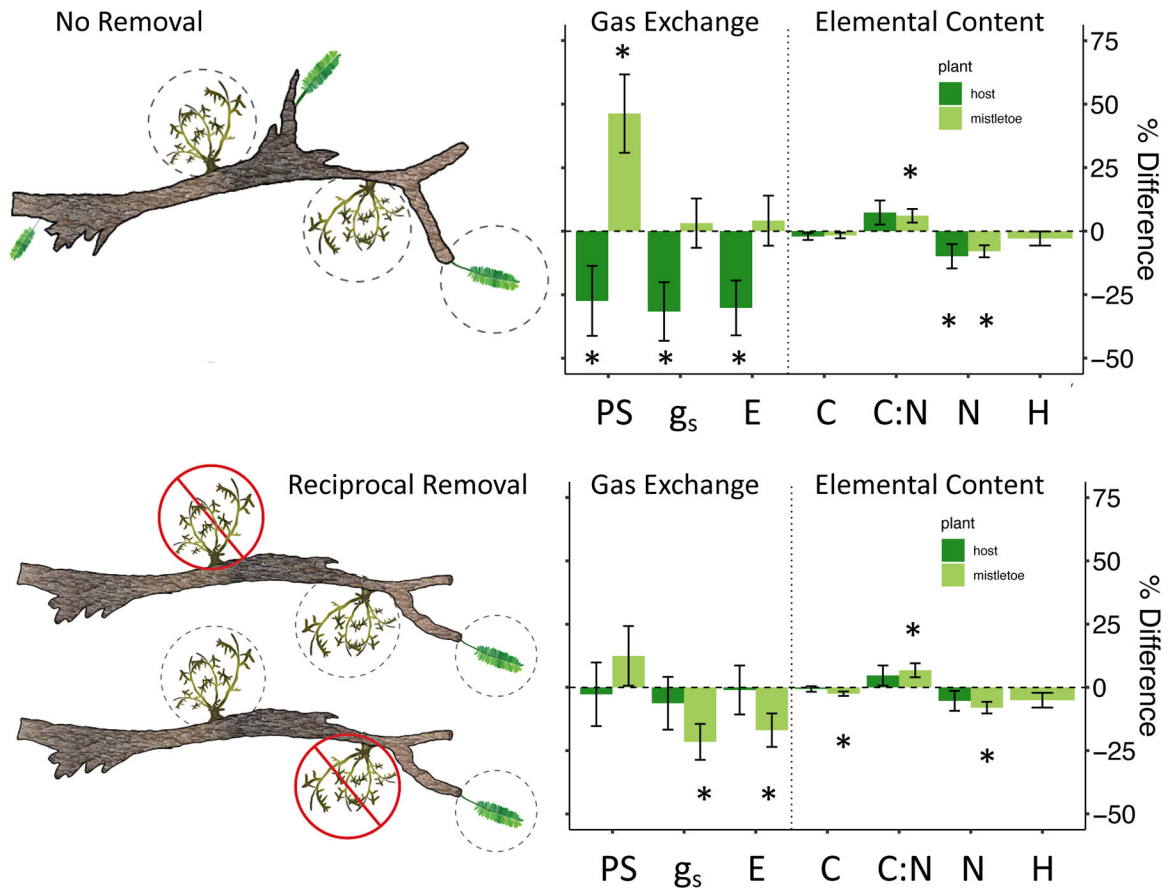 No Removal
Gas Exchange
Elemental Content
plant
host
mistletoe
75
50
25
0
−25
−50
% Difference
*
*
*
*
*
*
*
PS gₛ E C C:N N H
Reciprocal Removal
Gas Exchange
Elemental Content
plant
host
mistletoe
75
50
25
0
−25
−50
% Difference
*
*
*
*
*
PS gₛ E C C:N N H